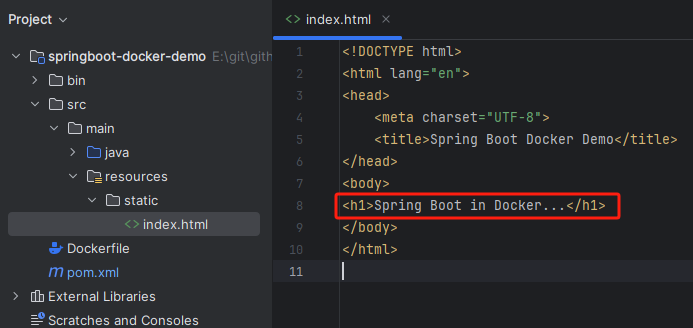 Project
springboot-docker-demo E:\git\gith
bin
src
main
java
resources
static
index.html
Dockerfile
pom.xml
External Libraries
Scratches and Consoles
index.html
1 <!DOCTYPE html>
2 <html lang="en">
3 <head>
4 <meta charset="UTF-8">
5 <title>Spring Boot Docker Demo</title>
6 </head>
7 <body>
8 <h1>Spring Boot in Docker...</h1>
9 </body>
10 </html>
11